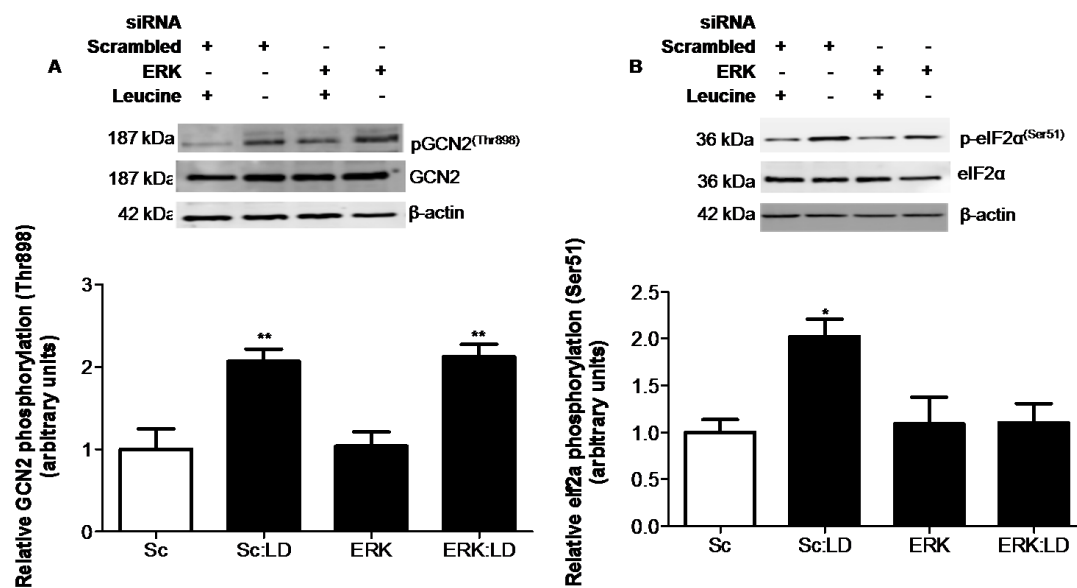 siRNA
Scrambled + + - -
A ERK - - + +
Leucine + - + -
187 kDa pGCN2(Thr898)
187 kDa GCN2
42 kDa β-actin
Relative GCN2 phosphorylation (Thr898)
(arbitrary units)
3
2
1
0
** **
Sc Sc:LD ERK ERK:LD
siRNA
Scrambled + + - -
B ERK - - + +
Leucine + - + -
36 kDa p-eIF2α(Ser51)
36 kDa eIF2α
42 kDa β-actin
Relative eIf2a phosphorylation (Ser51)
(arbitrary units)
2.5
2.0
1.5
1.0
0.5
0.0
*
Sc Sc:LD ERK ERK:LD